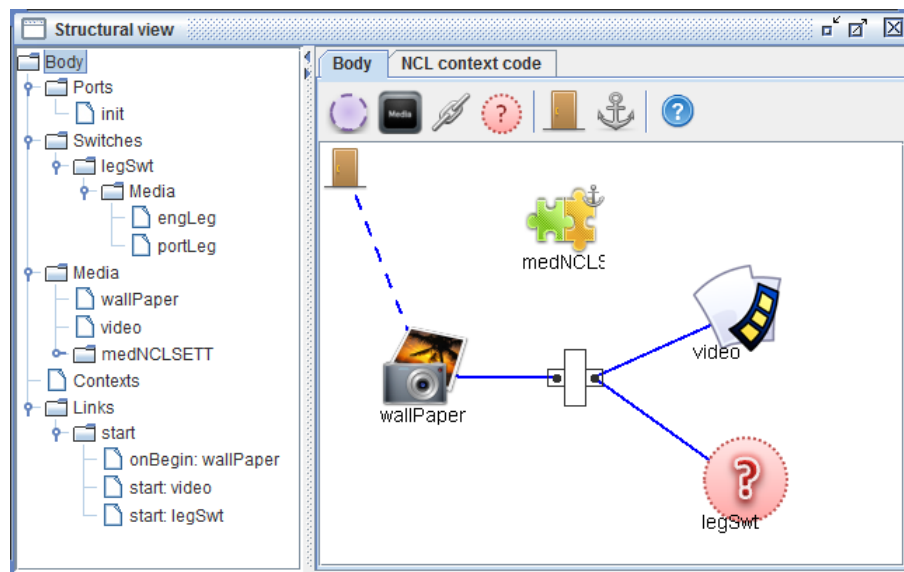 Structural view
Body
Ports
init
Switches
legSwt
Media
engLeg
portLeg
Media
wallPaper
video
medNCLSETT
Contexts
Links
start
onBegin: wallPaper
start: video
start: legSwt
Body
NCL context code
Media
?
?
medNCLS
video
wallPaper
?
legSwt